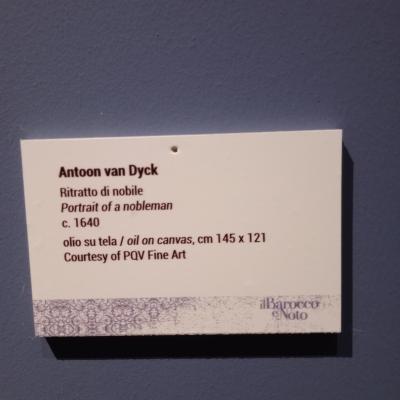 Antoon van Dyck
Ritratto di nobile
Portrait of a nobleman
c. 1640
olio su tela / oil on canvas, cm 145 x 121
Courtesy of PQV Fine Art
il Barocco
è Noto